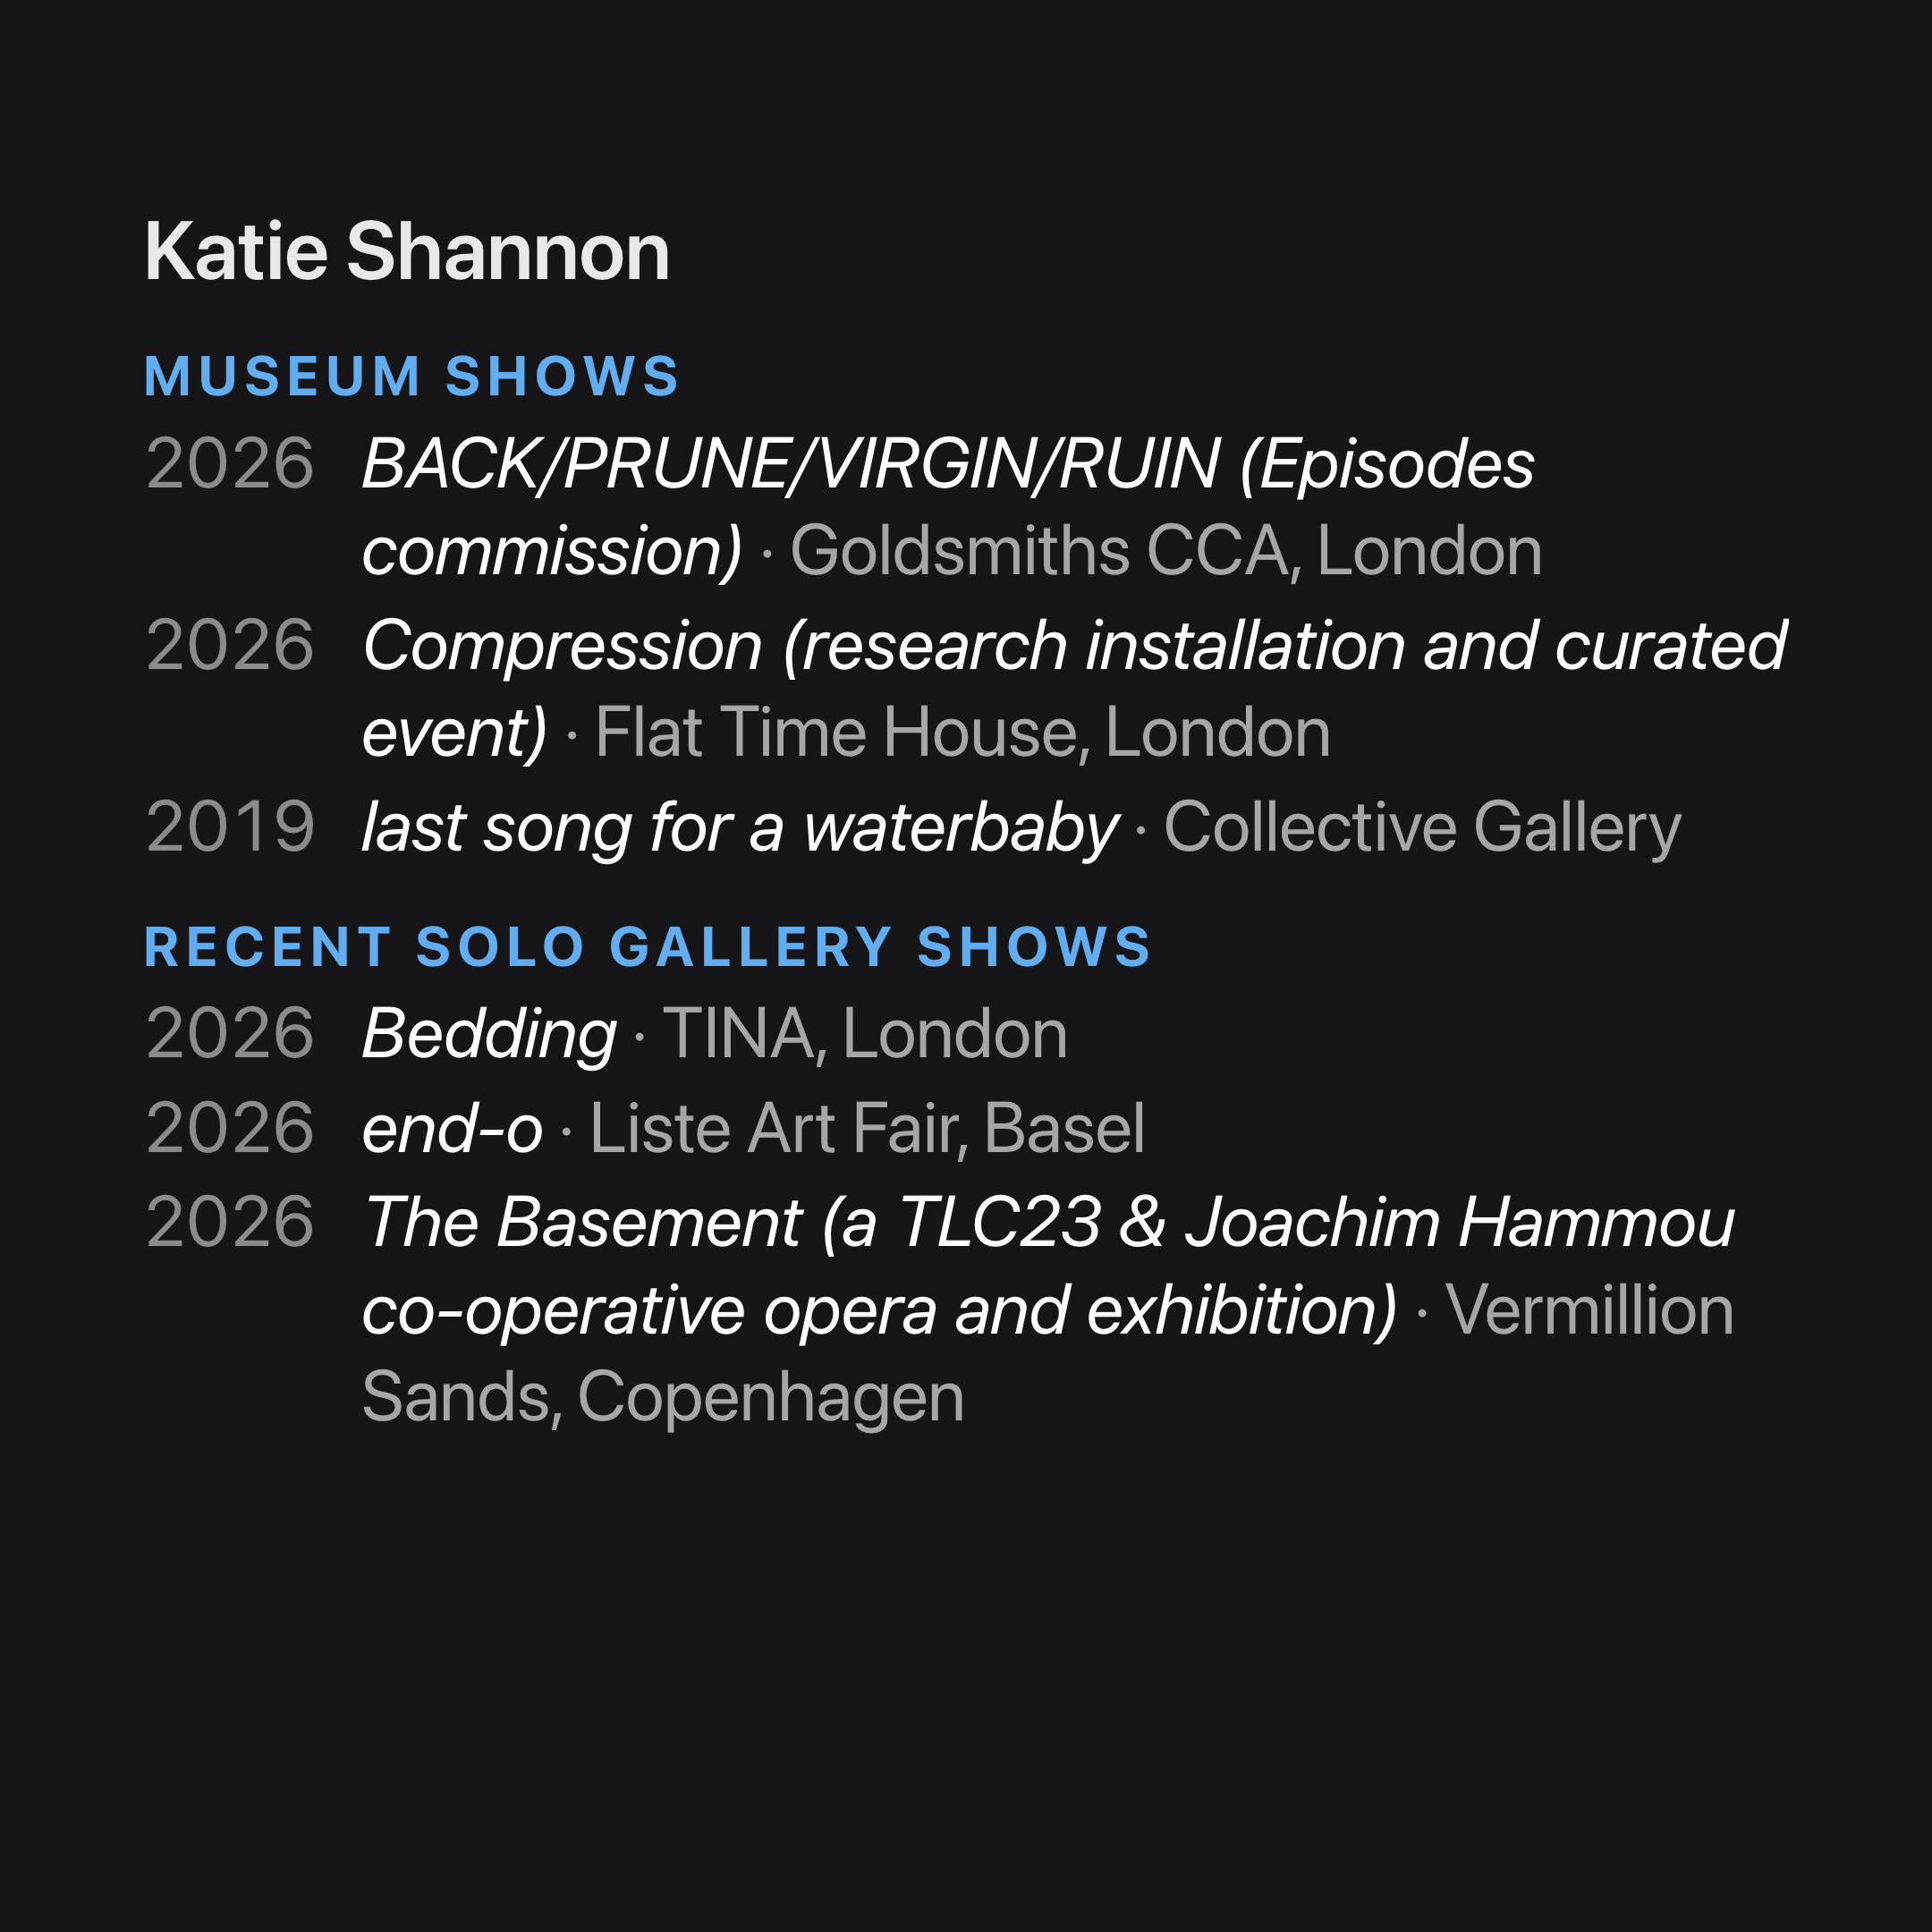 Katie Shannon
MUSEUM SHOWS
2026 BACK/PRUNE/VIRGIN/RUIN (Episodes
commission) · Goldsmiths CCA, London
2026 Compression (research installation and curated
event) · Flat Time House, London
2019 last song for a waterbaby · Collective Gallery
RECENT SOLO GALLERY SHOWS
2026 Bedding · TINA, London
2026 end-o · Liste Art Fair, Basel
2026 The Basement (a TLC23 & Joachim Hammou
co-operative opera and exhibition) · Vermillion
Sands, Copenhagen